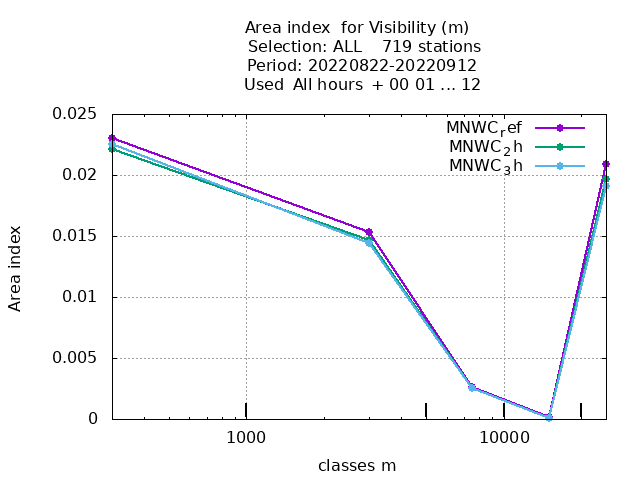 Area index  for Visibility (m)
Selection: ALL    719 stations
Period: 20220822-20220912
Used  All hours  + 00 01 ... 12
0.025
0.02
0.015
0.01
0.005
0
Area index
MNWC_ref
MNWC_2h
MNWC_3h
1000
10000
classes m